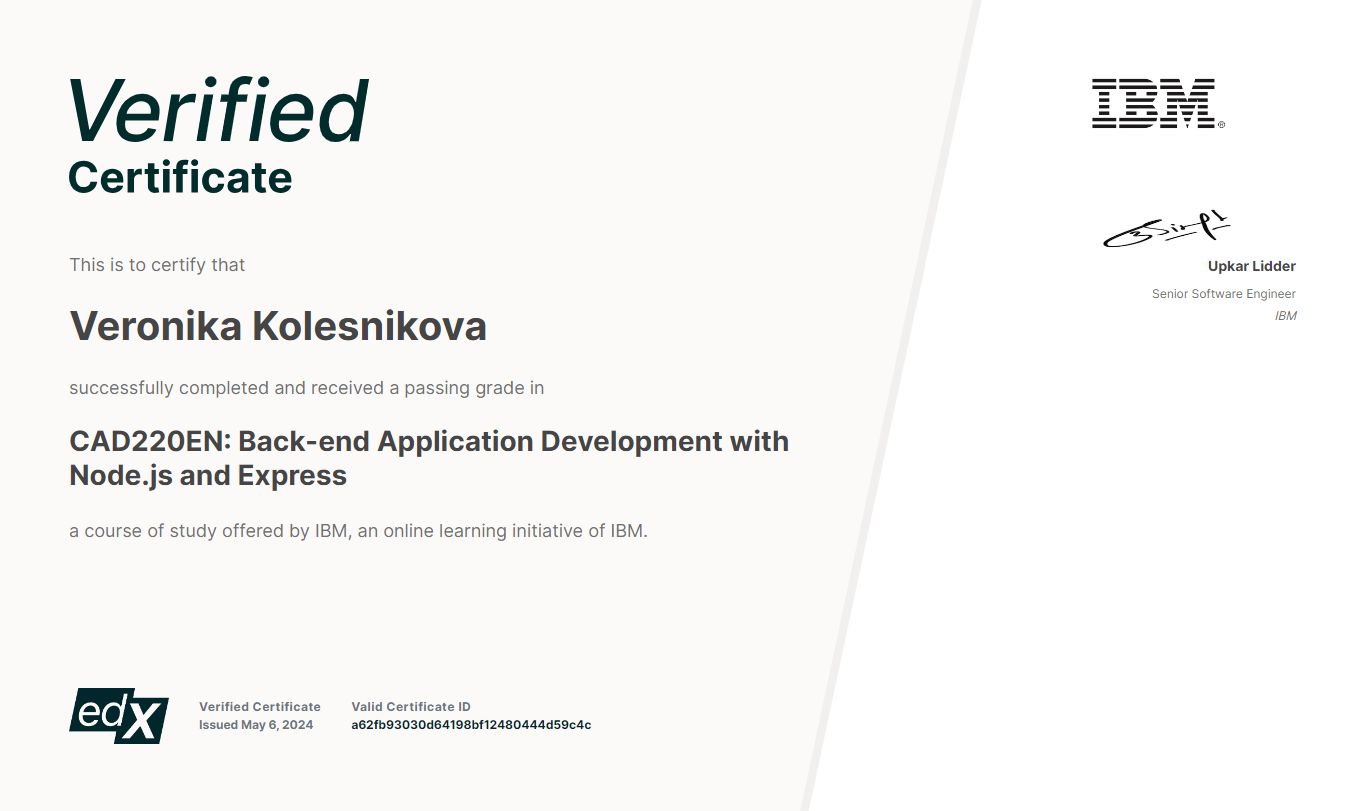 Verified
Certificate
This is to certify that
Veronika Kolesnikova
successfully completed and received a passing grade in
CAD220EN: Back-end Application Development with
Node.js and Express
a course of study offered by IBM, an online learning initiative of IBM.
edX
Verified Certificate
Issued May 6, 2024
Valid Certificate ID
a62fb93030d64198bf12480444d59c4c
IBM®
Upkar Lidder
Senior Software Engineer
IBM